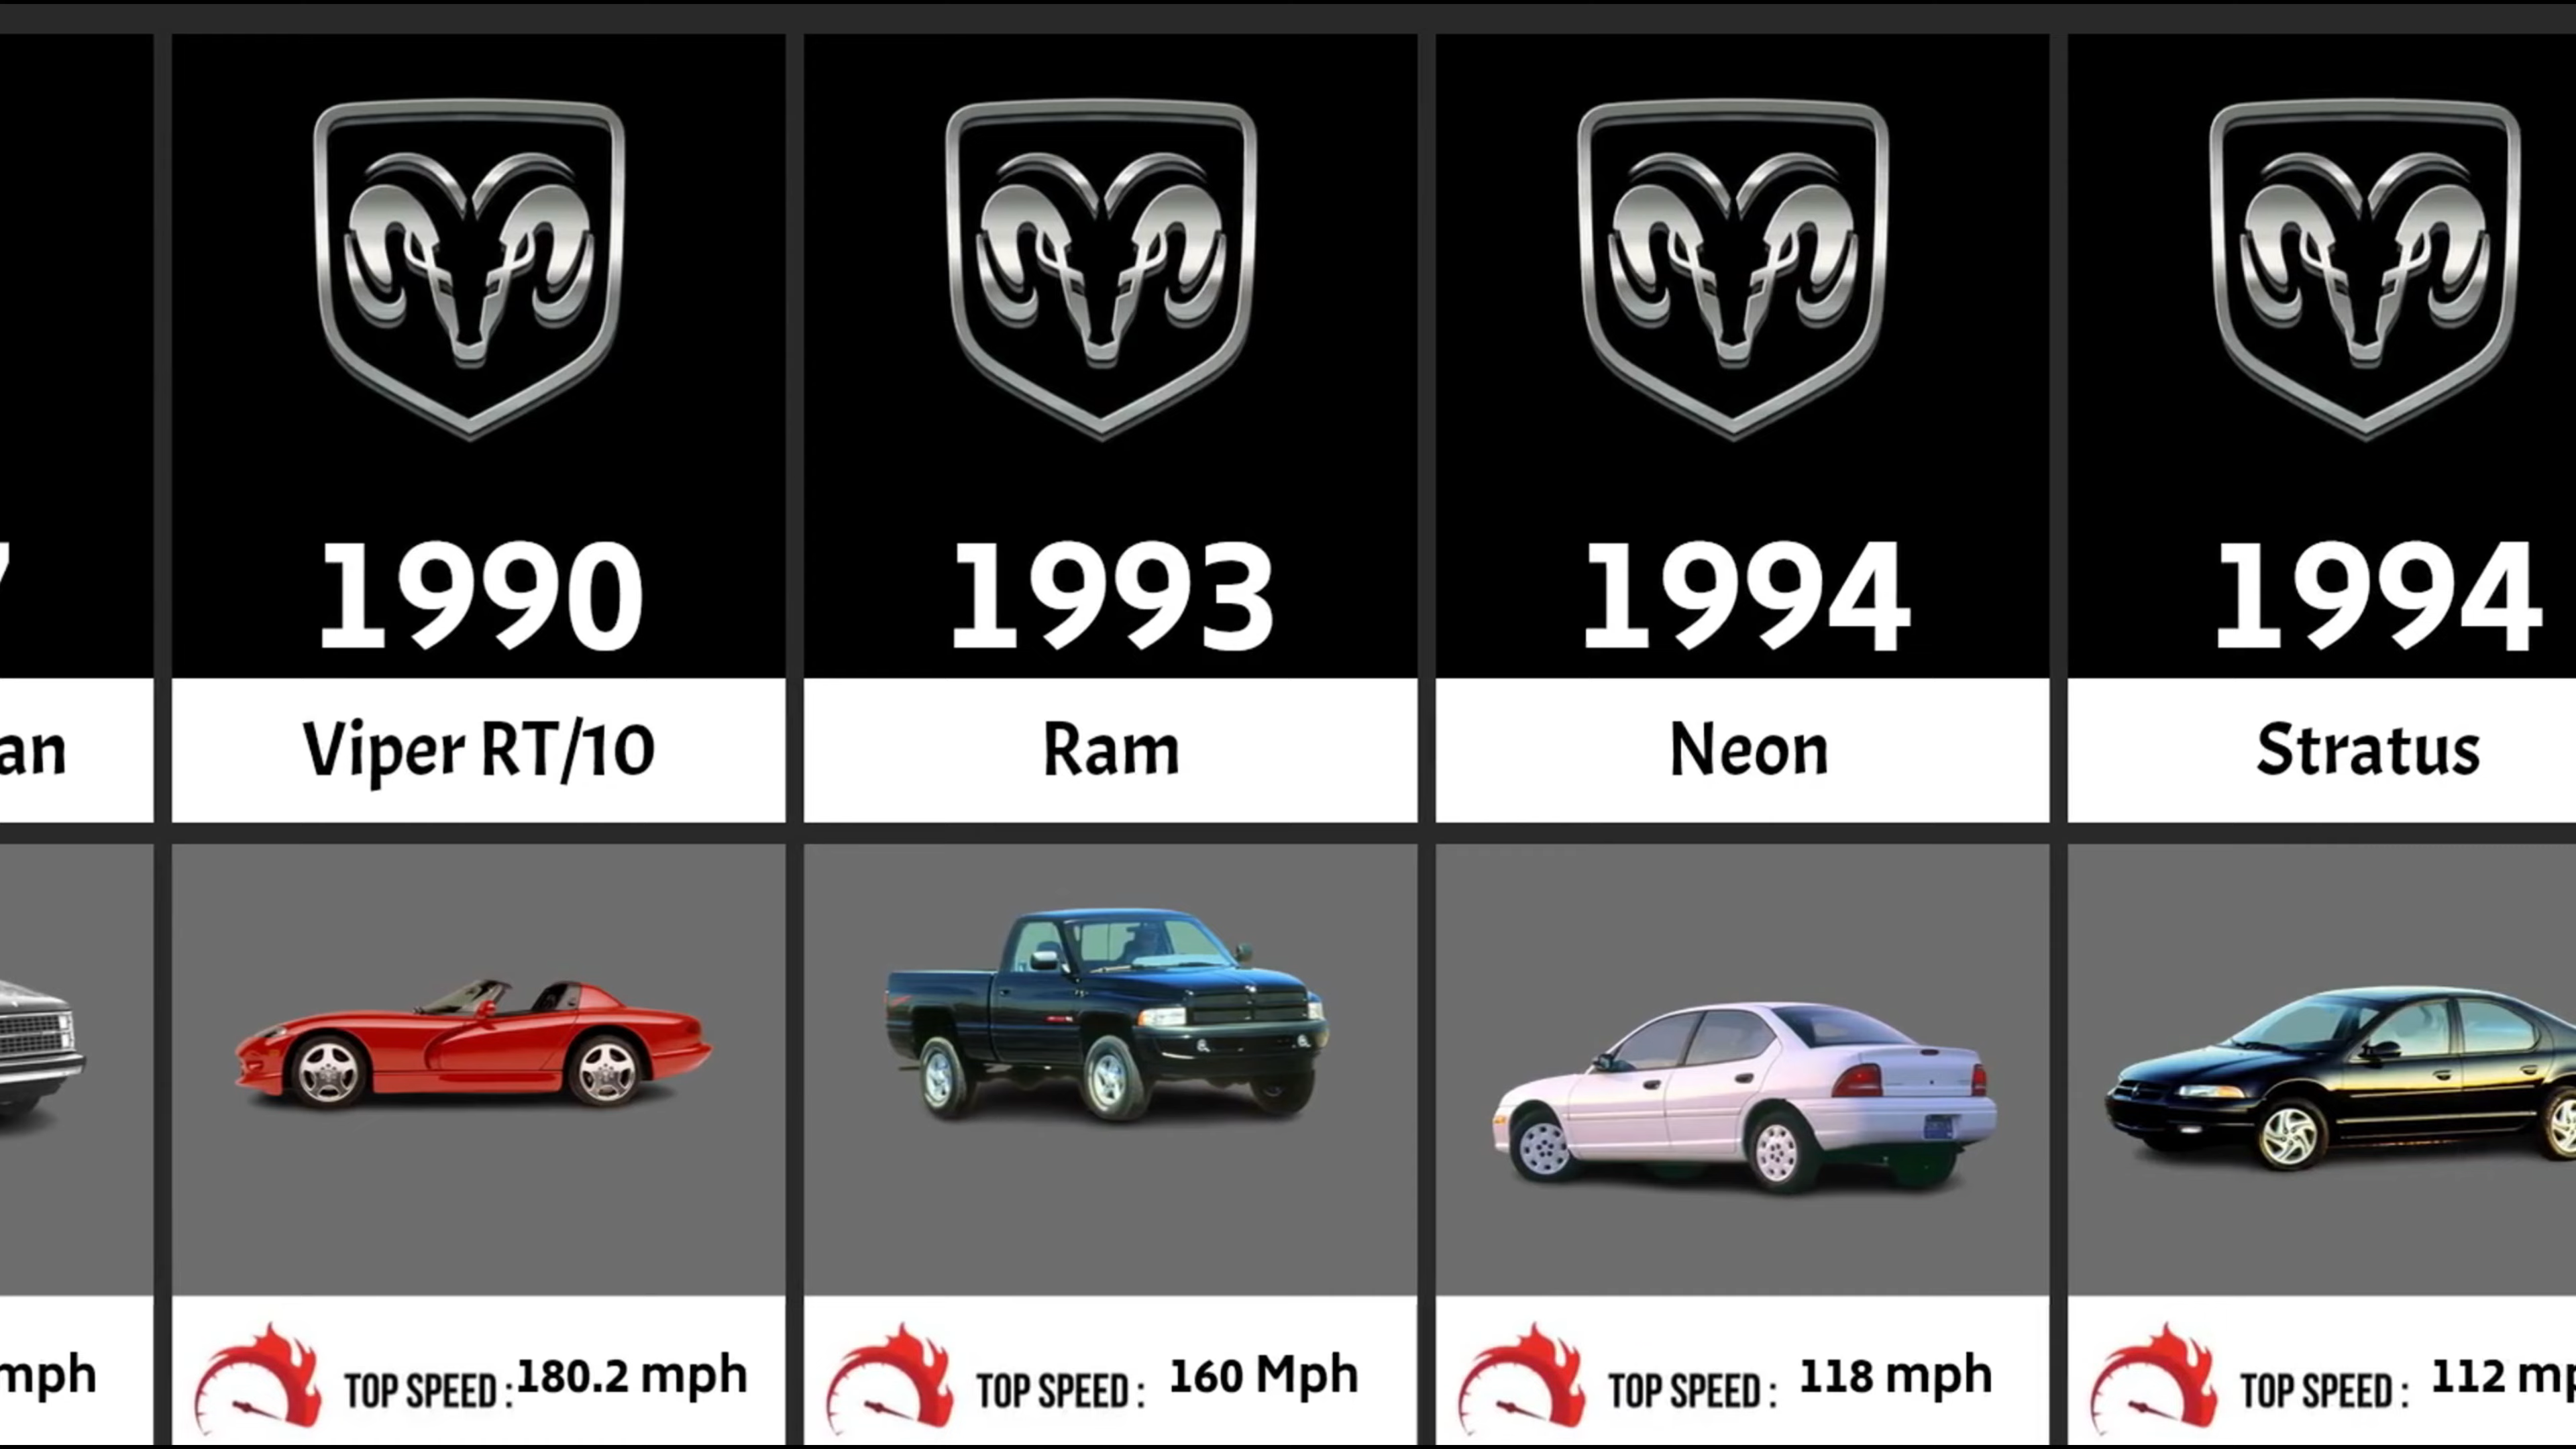 1990
1993
1994
1994
an
Viper RT/10
Ram
Neon
Stratus
mph
TOP SPEED : 180.2 mph
TOP SPEED : 160 Mph
TOP SPEED : 118 mph
TOP SPEED : 112 mp